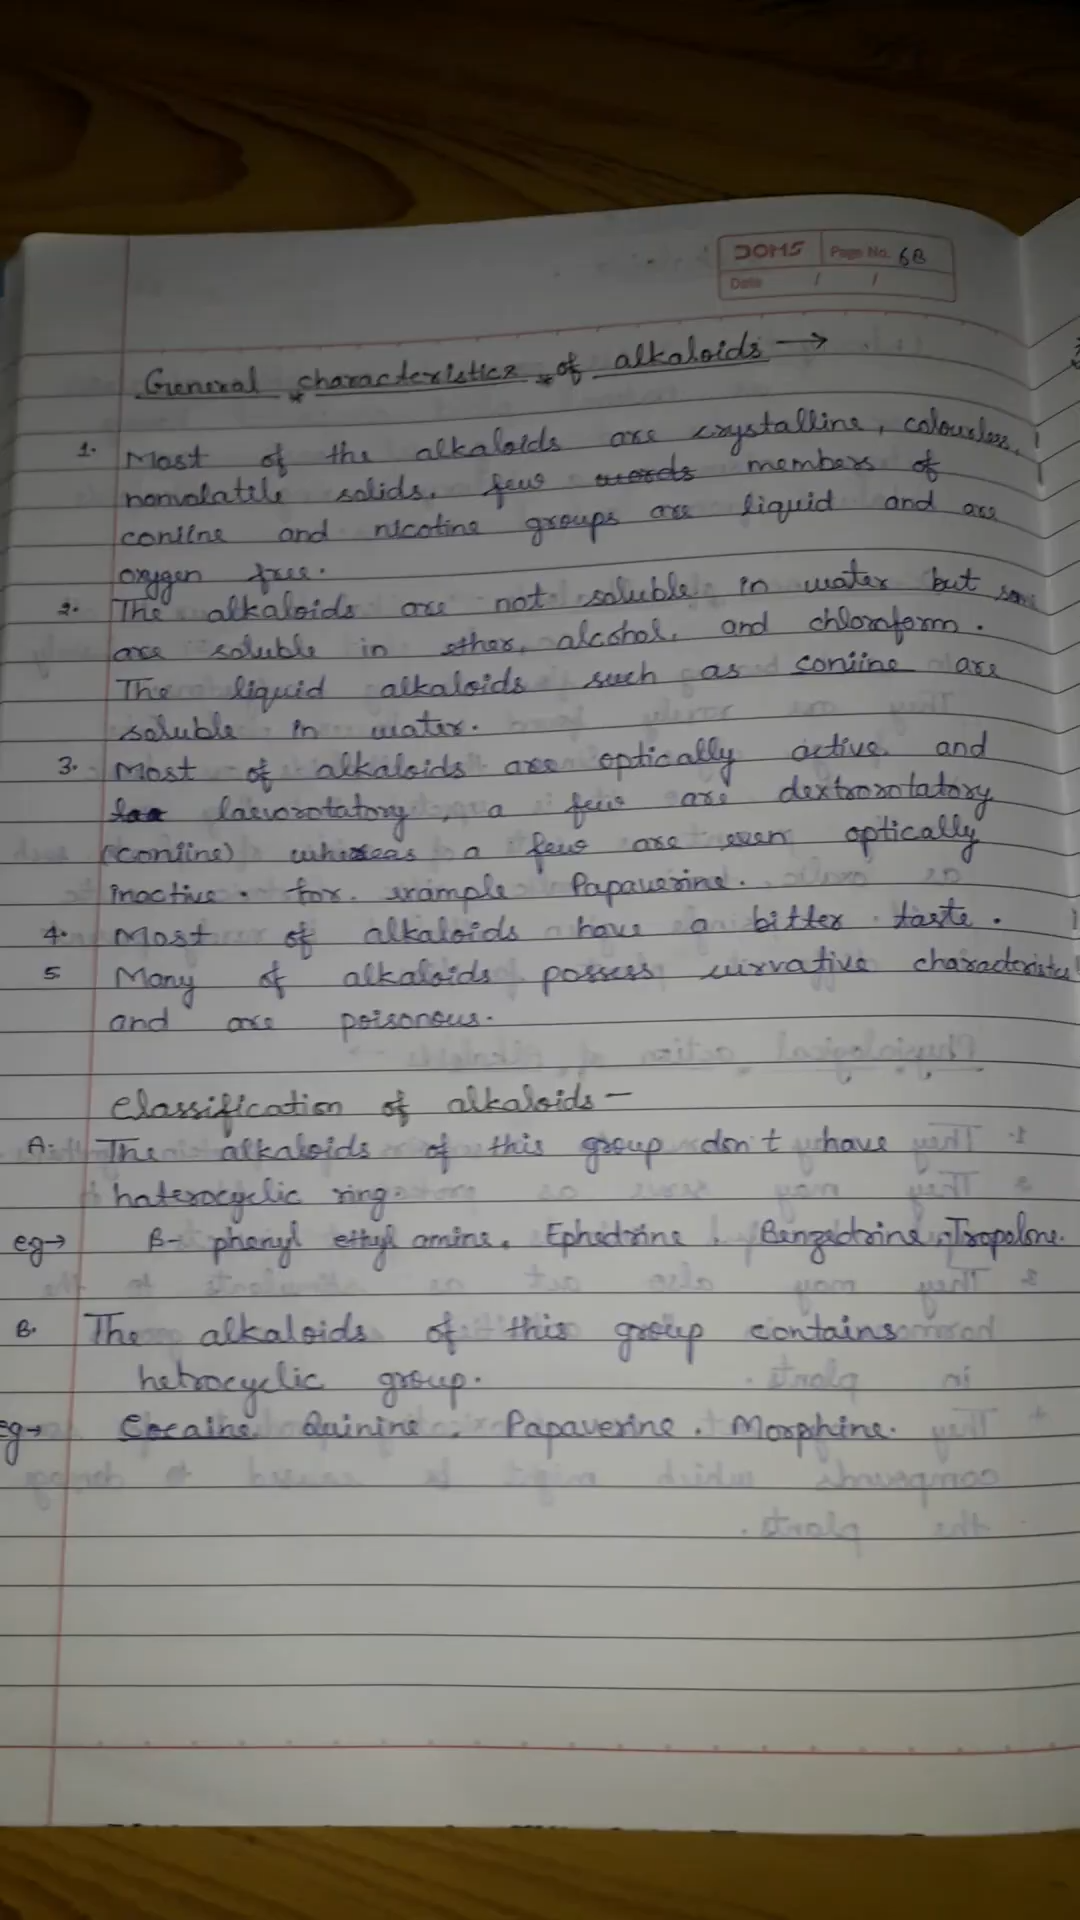 DOMS Page No. 68
Date / /
General characteristics of alkaloids →
1. Most of the alkaloids are crystalline, colourless,
nonvolatile solids, few words members of
coniine and nicotine groups are liquid and are
oxygen free.
2. The alkaloids are not soluble in water but some
are soluble in ether, alcohol, and chloroform.
The liquid alkaloids such as coniine are
soluble in water.
3. Most of alkaloids are optically active and
laevorotatory, a few are dextrorotatory
(coniine) whereas a few are even optically
inactive. for example Papaverine.
4. Most of alkaloids have a bitter taste.
5 Many of alkaloids possess curvative characteristics
and are poisonous.
Classification of alkaloids —
A. The alkaloids of this group don't have
haterocyclic ring.
eg→ β- phenyl ethyl amine, Ephedrine, Benzedrine, Tropolone.
B. The alkaloids of this group contains
hetrocyclic group.
eg→ Cocaine, Quinine, Papaverine, Morphine.